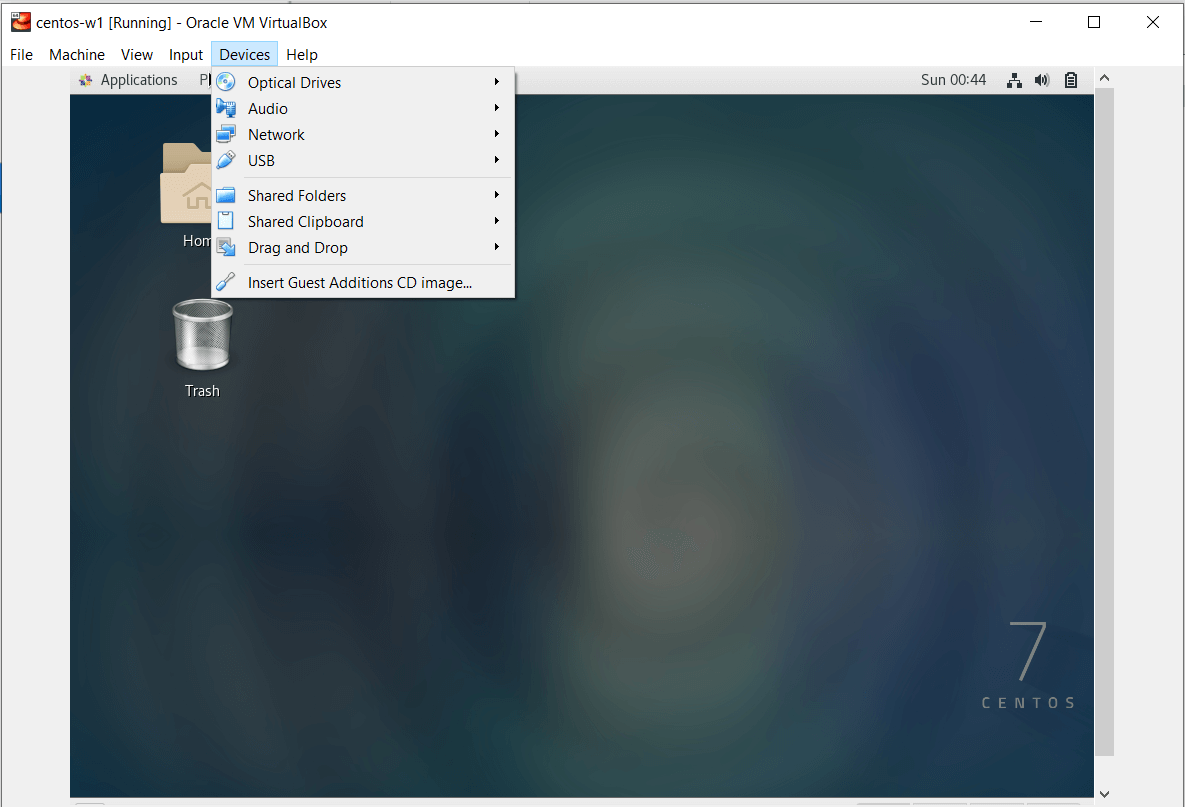 centos-w1 [Running] - Oracle VM VirtualBox
File Machine View Input Devices Help
Applications Sun 00:44
Optical Drives
Audio
Network
USB
Shared Folders
Shared Clipboard
Drag and Drop
Insert Guest Additions CD image...
Hom
Trash
7
CENTOS